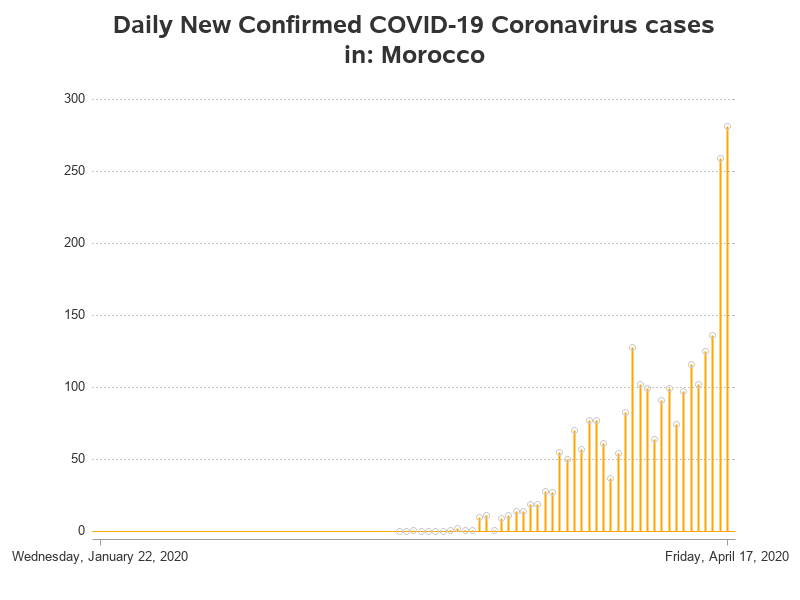 Daily New Confirmed COVID-19 Coronavirus cases
in: Morocco
300
250
200
150
100
50
0
Wednesday, January 22, 2020
Friday, April 17, 2020